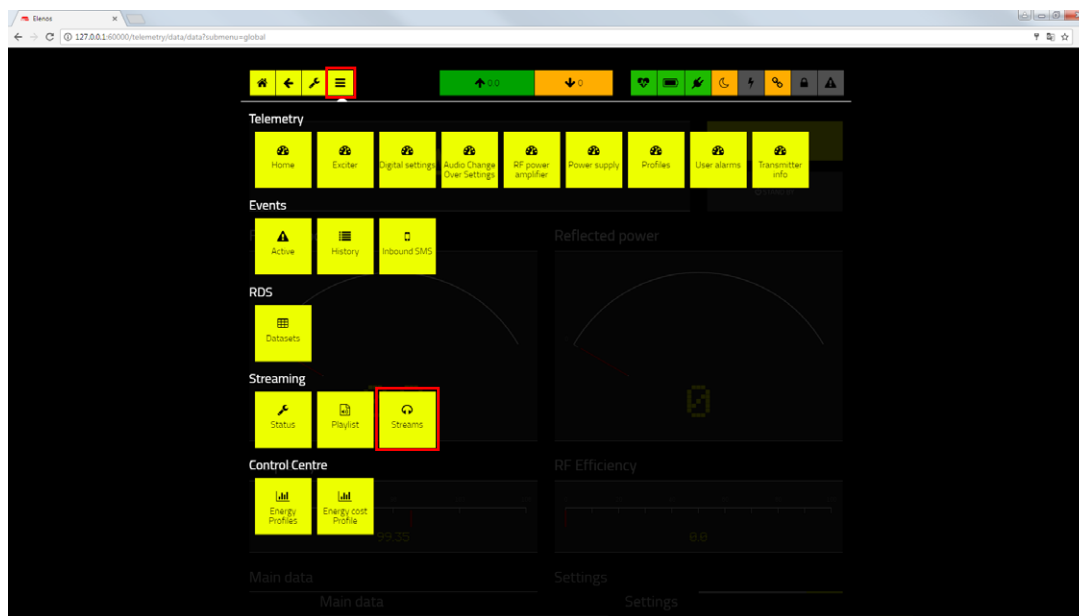 Elenos
127.0.0.1:60000/telemetry/data/data?submenu=global
0.0
0
Telemetry
Home
Exciter
Digital settings
Audio Change
Over Settings
RF power
amplifier
Power supply
Profiles
User alarms
Transmitter
info
Events
Active
History
Inbound SMS
Reflected power
RDS
Datasets
Streaming
Status
Playlist
Streams
0
Control Centre
RF Efficiency
Energy
Profiles
Energy cost
Profile
99.35
0.0
Main data
Settings
Main data
Settings